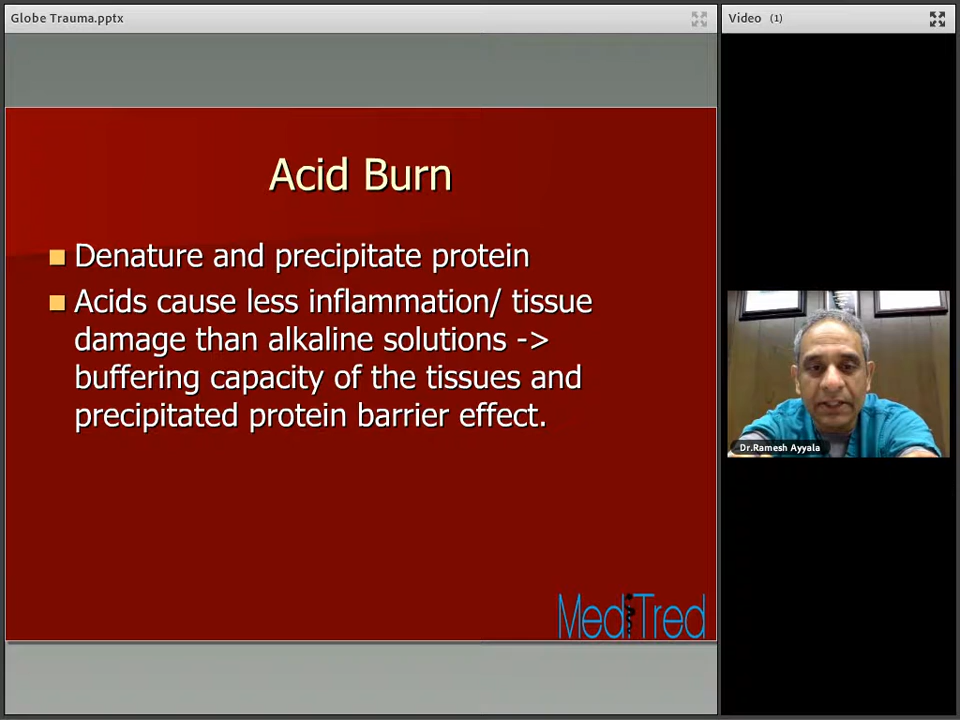 Globe Trauma.pptx
Video (1)
Acid Burn
Denature and precipitate protein
Acids cause less inflammation/ tissue
damage than alkaline solutions ->
buffering capacity of the tissues and
precipitated protein barrier effect.
MediTred
Dr.Ramesh Ayyala